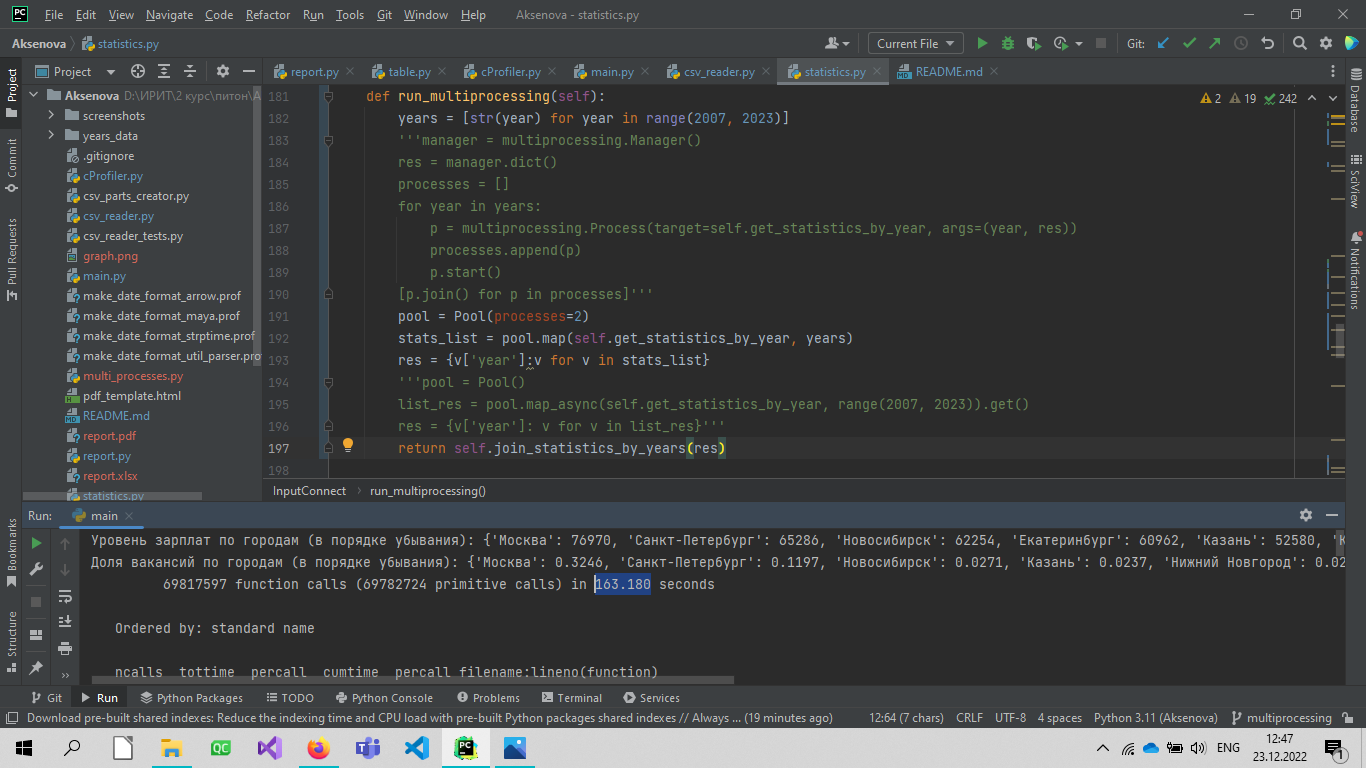 File Edit View Navigate Code Refactor Run Tools Git Window Help Aksenova - statistics.py
Aksenova statistics.py Current File Git:
Project report.py table.py cProfiler.py main.py csv_reader.py statistics.py README.md
Project
Commit
Pull Requests
Bookmarks
Structure
Aksenova D:\ИРИТ\2 курс\питон\A
screenshots
years_data
.gitignore
cProfiler.py
csv_parts_creator.py
csv_reader.py
csv_reader_tests.py
graph.png
main.py
make_date_format_arrow.prof
make_date_format_maya.prof
make_date_format_strptime.prof
make_date_format_util_parser.pro
multi_processes.py
pdf_template.html
README.md
report.pdf
report.py
report.xlsx
statistics.py
2 19 242
181 def run_multiprocessing(self):
182 years = [str(year) for year in range(2007, 2023)]
183 '''manager = multiprocessing.Manager()
184 res = manager.dict()
185 processes = []
186 for year in years:
187 p = multiprocessing.Process(target=self.get_statistics_by_year, args=(year, res))
188 processes.append(p)
189 p.start()
190 [p.join() for p in processes]'''
191 pool = Pool(processes=2)
192 stats_list = pool.map(self.get_statistics_by_year, years)
193 res = {v['year']:v for v in stats_list}
194 '''pool = Pool()
195 list_res = pool.map_async(self.get_statistics_by_year, range(2007, 2023)).get()
196 res = {v['year']: v for v in list_res}'''
197 return self.join_statistics_by_years(res)
198
InputConnect run_multiprocessing()
Database
SciView
Notifications
Run: main
Уровень зарплат по городам (в порядке убывания): {'Москва': 76970, 'Санкт-Петербург': 65286, 'Новосибирск': 62254, 'Екатеринбург': 60962, 'Казань': 52580, 'К
Доля вакансий по городам (в порядке убывания): {'Москва': 0.3246, 'Санкт-Петербург': 0.1197, 'Новосибирск': 0.0271, 'Казань': 0.0237, 'Нижний Новгород': 0.02
69817597 function calls (69782724 primitive calls) in 163.180 seconds
Ordered by: standard name
ncalls tottime percall cumtime percall filename:lineno(function)
Git Run Python Packages TODO Python Console Problems Terminal Services
Download pre-built shared indexes: Reduce the indexing time and CPU load with pre-built Python packages shared indexes // Always ... (19 minutes ago) 12:64 (7 chars) CRLF UTF-8 4 spaces Python 3.11 (Aksenova) multiprocessing
QC ENG 12:47
23.12.2022 1